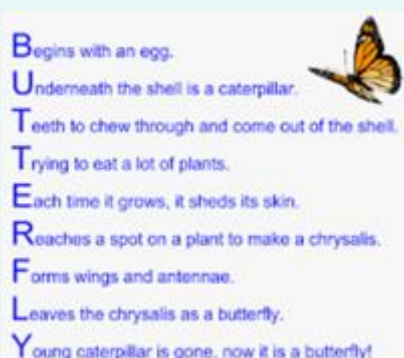 Begins with an egg.
Underneath the shell is a caterpillar.
Teeth to chew through and come out of the shell.
Trying to eat a lot of plants.
Each time it grows, it sheds its skin.
Reaches a spot on a plant to make a chrysalis.
Forms wings and antennae.
Leaves the chrysalis as a butterfly.
Young caterpillar is gone, now it is a butterfly!